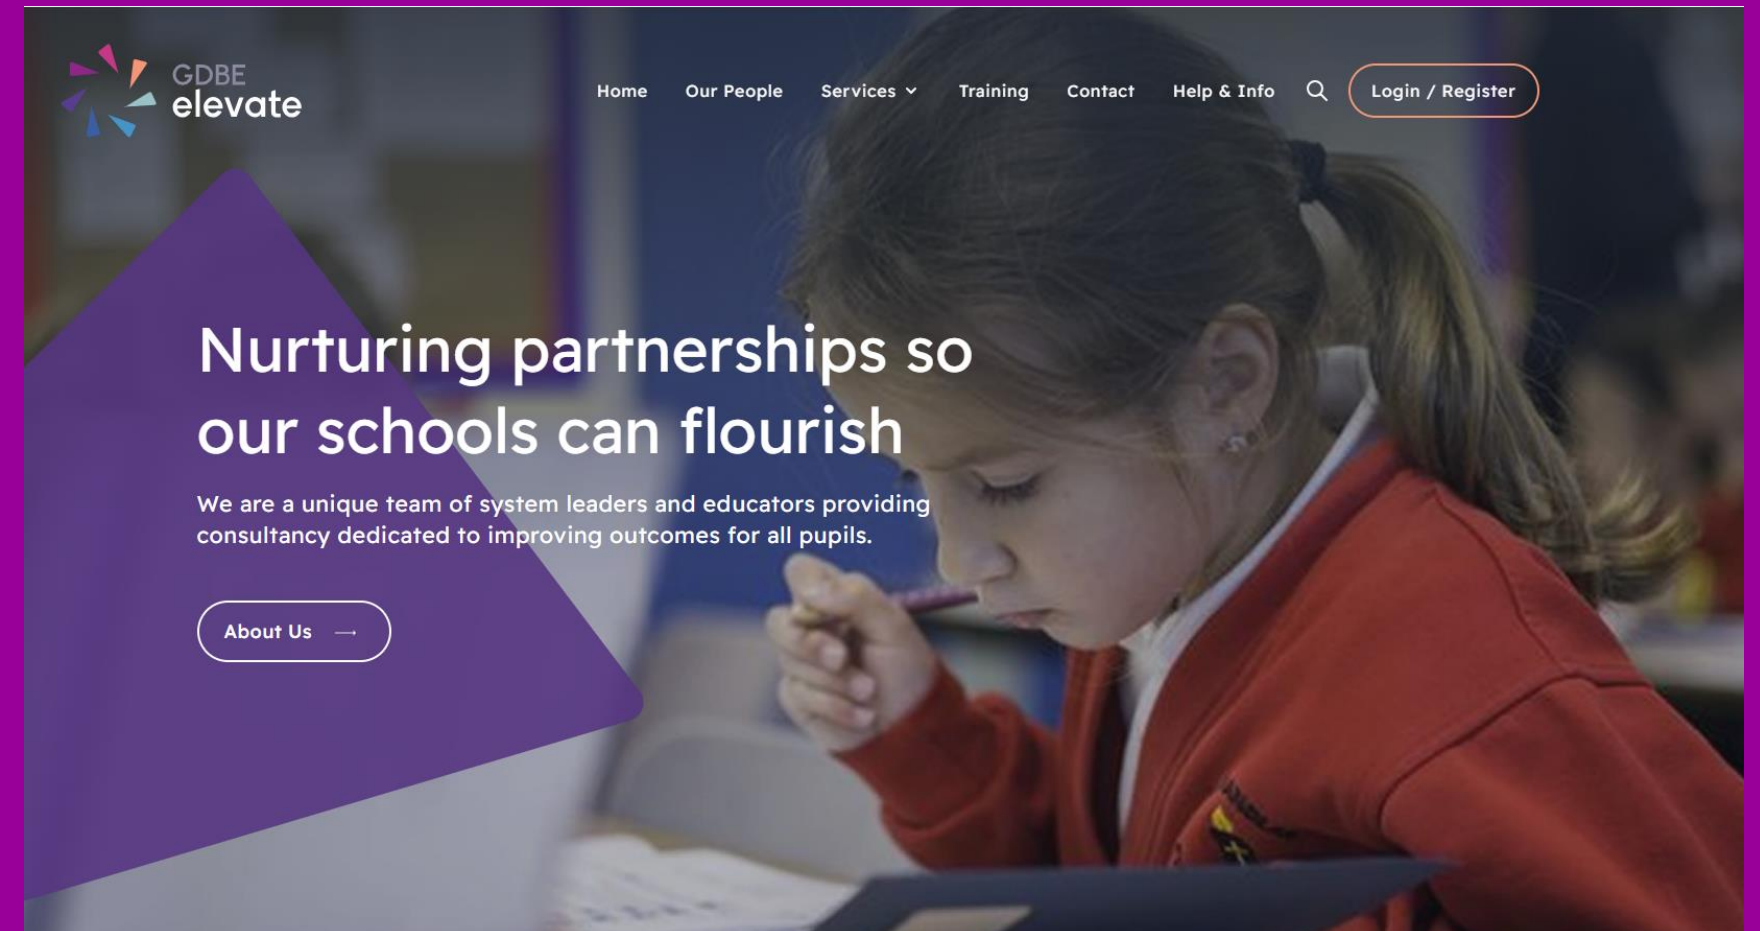 GDBE
elevate
Home Our People Services Training Contact Help & Info Login / Register
Nurturing partnerships so
our schools can flourish
We are a unique team of system leaders and educators providing
consultancy dedicated to improving outcomes for all pupils.
About Us →